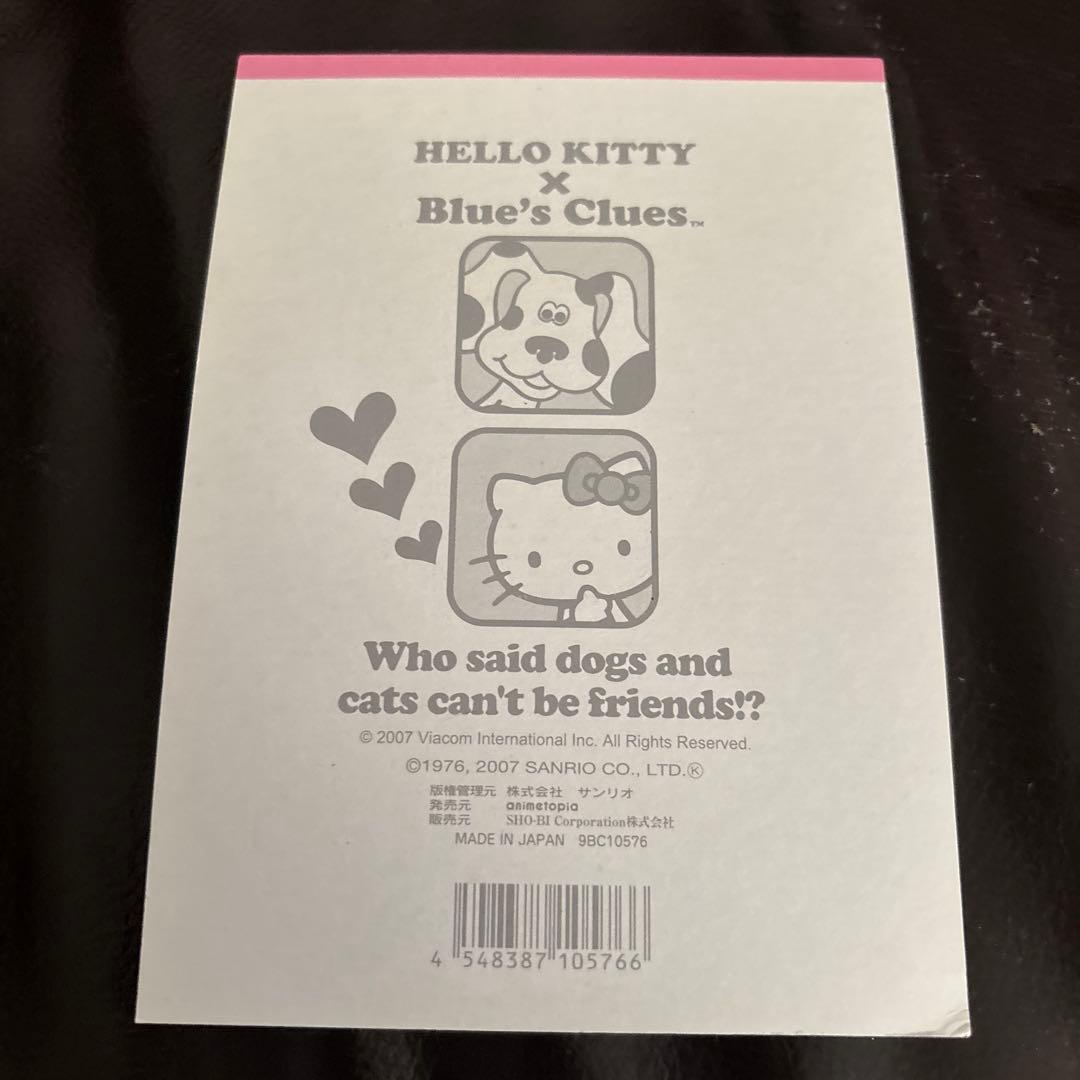 HELLO KITTY
×
Blue's Clues™
Who said dogs and
cats can't be friends!?
© 2007 Viacom International Inc. All Rights Reserved.
©1976, 2007 SANRIO CO., LTD.Ⓚ
版権管理元 株式会社 サンリオ
発売元 animetopia
販売元 SHO-BI Corporation株式会社
MADE IN JAPAN 9BC10576
4 548387 105766